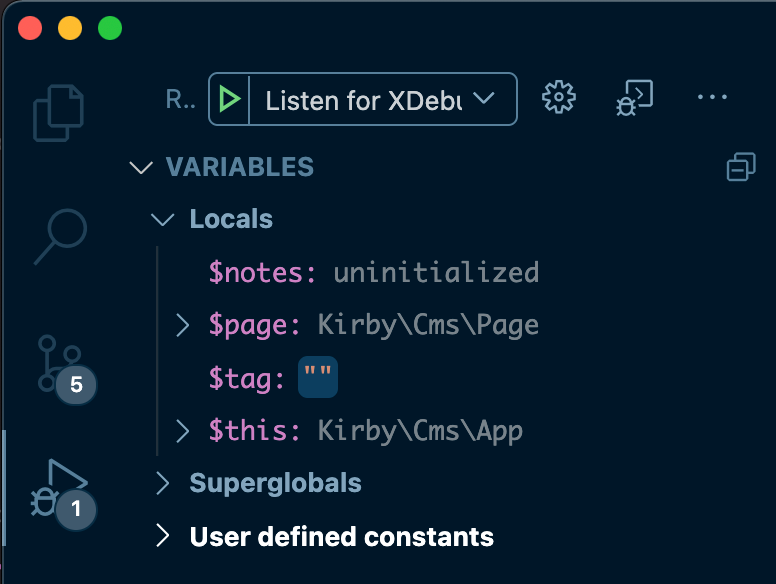 R.. Listen for XDebu
VARIABLES
Locals
$notes: uninitialized
$page: Kirby\Cms\Page
$tag: ""
$this: Kirby\Cms\App
5
Superglobals
1
User defined constants